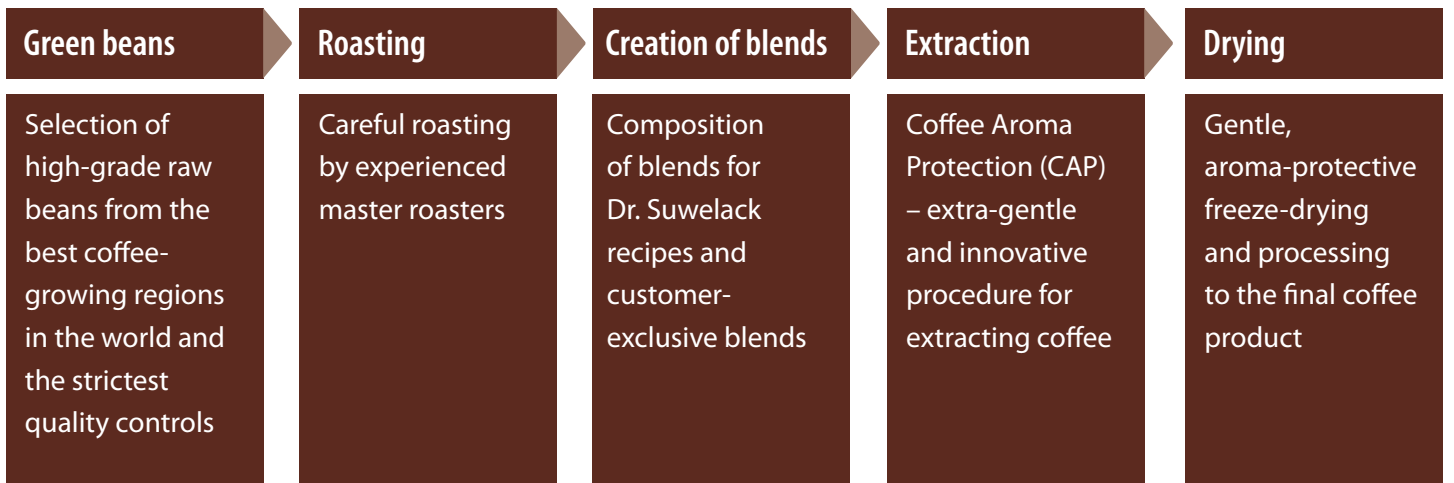 Green beans
Roasting
Creation of blends
Extraction
Drying
Selection of
high-grade raw
beans from the
best coffee-
growing regions
in the world and
the strictest
quality controls
Careful roasting
by experienced
master roasters
Composition
of blends for
Dr. Suwelack
recipes and
customer-
exclusive blends
Coffee Aroma
Protection (CAP)
– extra-gentle
and innovative
procedure for
extracting coffee
Gentle,
aroma-protective
freeze-drying
and processing
to the final coffee
product